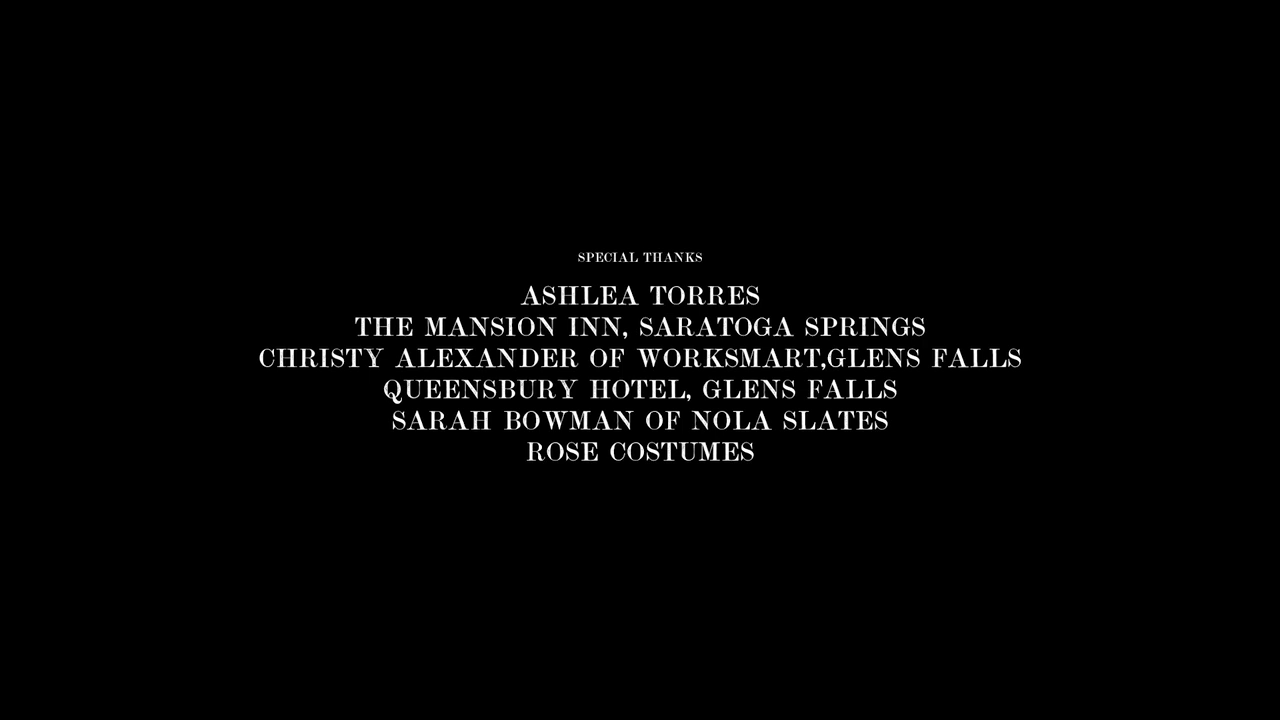 SPECIAL THANKS
ASHLEA TORRES
THE MANSION INN, SARATOGA SPRINGS
CHRISTY ALEXANDER OF WORKSMART,GLENS FALLS
QUEENSBURY HOTEL, GLENS FALLS
SARAH BOWMAN OF NOLA SLATES
ROSE COSTUMES